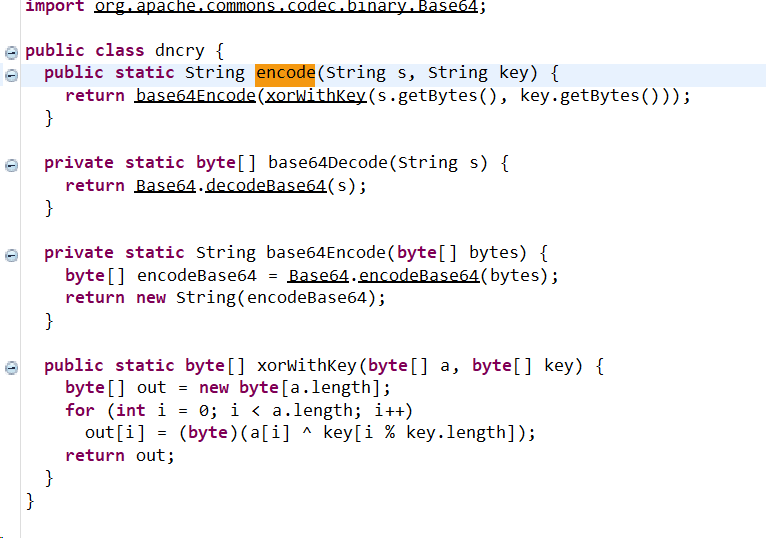 import org.apache.commons.codec.binary.Base64;
public class dncry {
public static String encode(String s, String key) {
return base64Encode(xorWithKey(s.getBytes(), key.getBytes()));
}
private static byte[] base64Decode(String s) {
return Base64.decodeBase64(s);
}
private static String base64Encode(byte[] bytes) {
byte[] encodeBase64 = Base64.encodeBase64(bytes);
return new String(encodeBase64);
}
public static byte[] xorWithKey(byte[] a, byte[] key) {
byte[] out = new byte[a.length];
for (int i = 0; i < a.length; i++)
out[i] = (byte)(a[i] ^ key[i % key.length]);
return out;
}
}